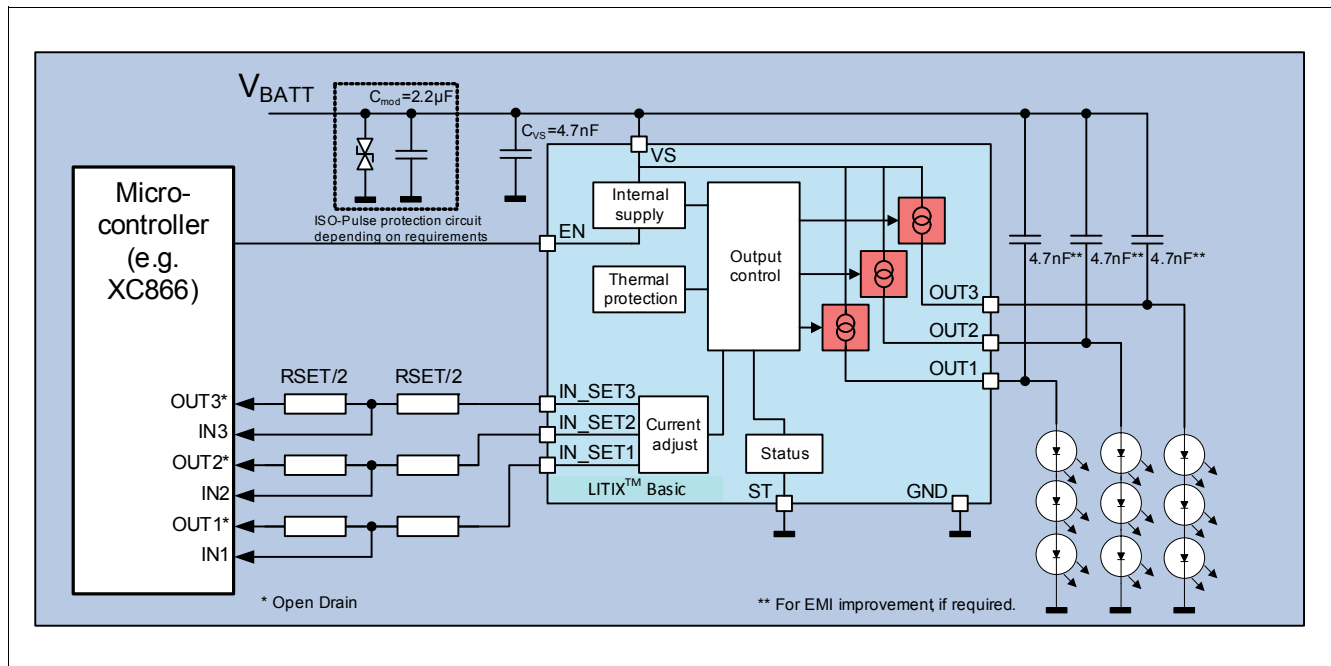 V_BATT
C_mod=2.2µF
C_VS=4.7nF
ISO-Pulse protection circuit
depending on requirements
Micro-
controller
(e.g.
XC866)
OUT3*
IN3
OUT2*
IN2
OUT1*
IN1
RSET/2
RSET/2
* Open Drain
VS
EN
Internal
supply
Thermal
protection
Output
control
IN_SET3
IN_SET2
IN_SET1
Current
adjust
Status
LITIX™ Basic
ST
GND
OUT3
OUT2
OUT1
4.7nF**
4.7nF**
4.7nF**
** For EMI improvement, if required.